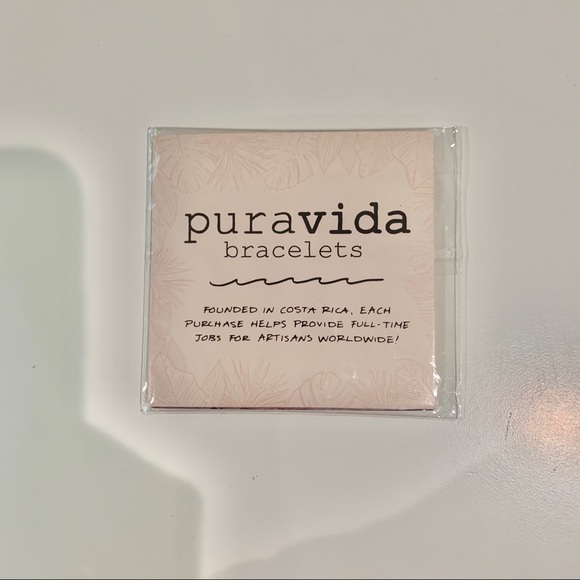 puravida
bracelets
FOUNDED IN COSTA RICA, EACH
PURCHASE HELPS PROVIDE FULL-TIME
JOBS FOR ARTISANS WORLDWIDE!